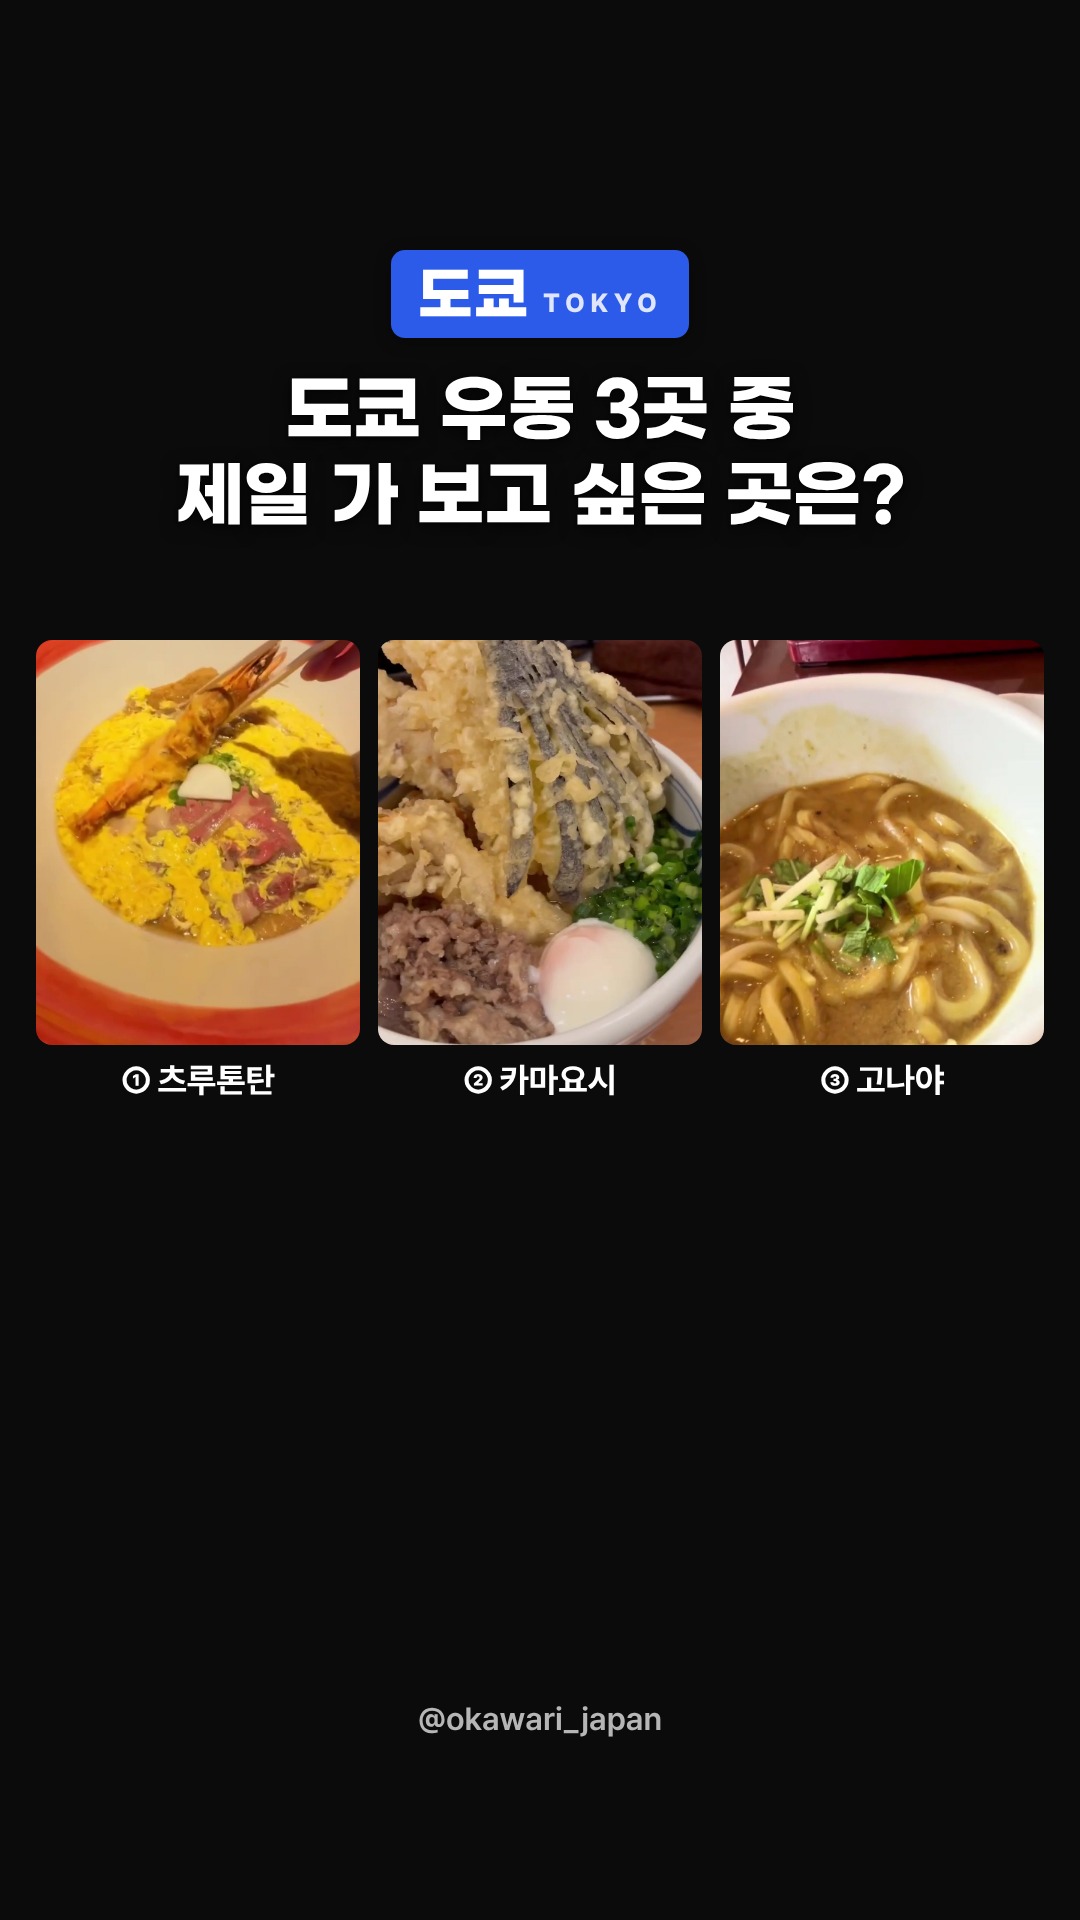 도쿄 TOKYO
도쿄 우동 3곳 중
제일 가 보고 싶은 곳은?
① 츠루톤탄
② 카마요시
③ 고나야
@okawari_japan